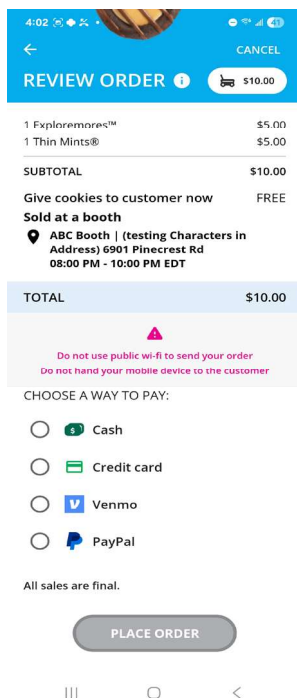 4:02
41
CANCEL
REVIEW ORDER i $10.00
1 Exploremores™ $5.00
1 Thin Mints® $5.00
SUBTOTAL $10.00
Give cookies to customer now FREE
Sold at a booth
ABC Booth | (testing Characters in
Address) 6901 Pinecrest Rd
08:00 PM - 10:00 PM EDT
TOTAL $10.00
Do not use public wi-fi to send your order
Do not hand your mobile device to the customer
CHOOSE A WAY TO PAY:
Cash
Credit card
Venmo
PayPal
All sales are final.
PLACE ORDER